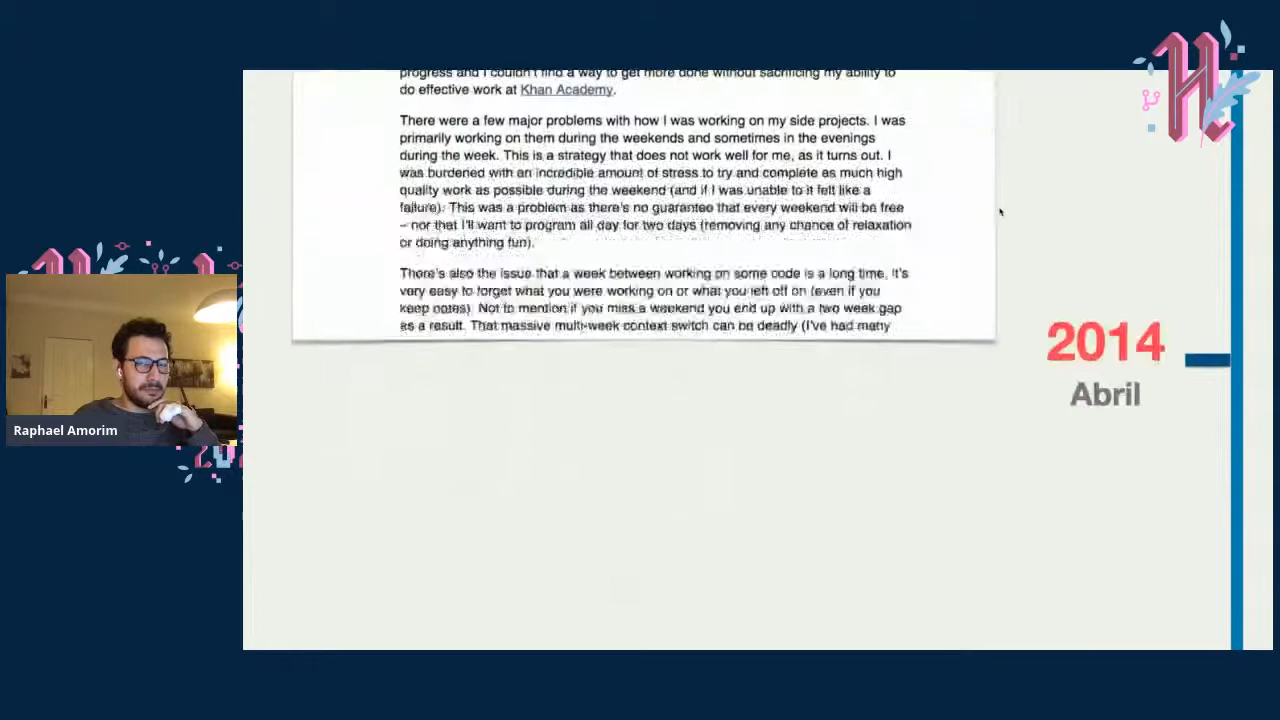 progress and I couldn't find a way to get more done without sacrificing my ability to
do effective work at Khan Academy.
There were a few major problems with how I was working on my side projects. I was
primarily working on them during the weekends and sometimes in the evenings
during the week. This is a strategy that does not work well for me, as it turns out. I
was burdened with an incredible amount of stress to try and complete as much high
quality work as possible during the weekend (and if I was unable to it felt like a
failure). This was a problem as there's no guarantee that every weekend will be free
– nor that I'll want to program all day for two days (removing any chance of relaxation
or doing anything fun).
There's also the issue that a week between working on some code is a long time, it's
very easy to forget what you were working on or what you left off on (even if you
keep notes). Not to mention if you miss a weekend you end up with a two week gap
as a result. That massive multi-week context switch can be deadly (I've had many
2014
Abril
Raphael Amorim
H